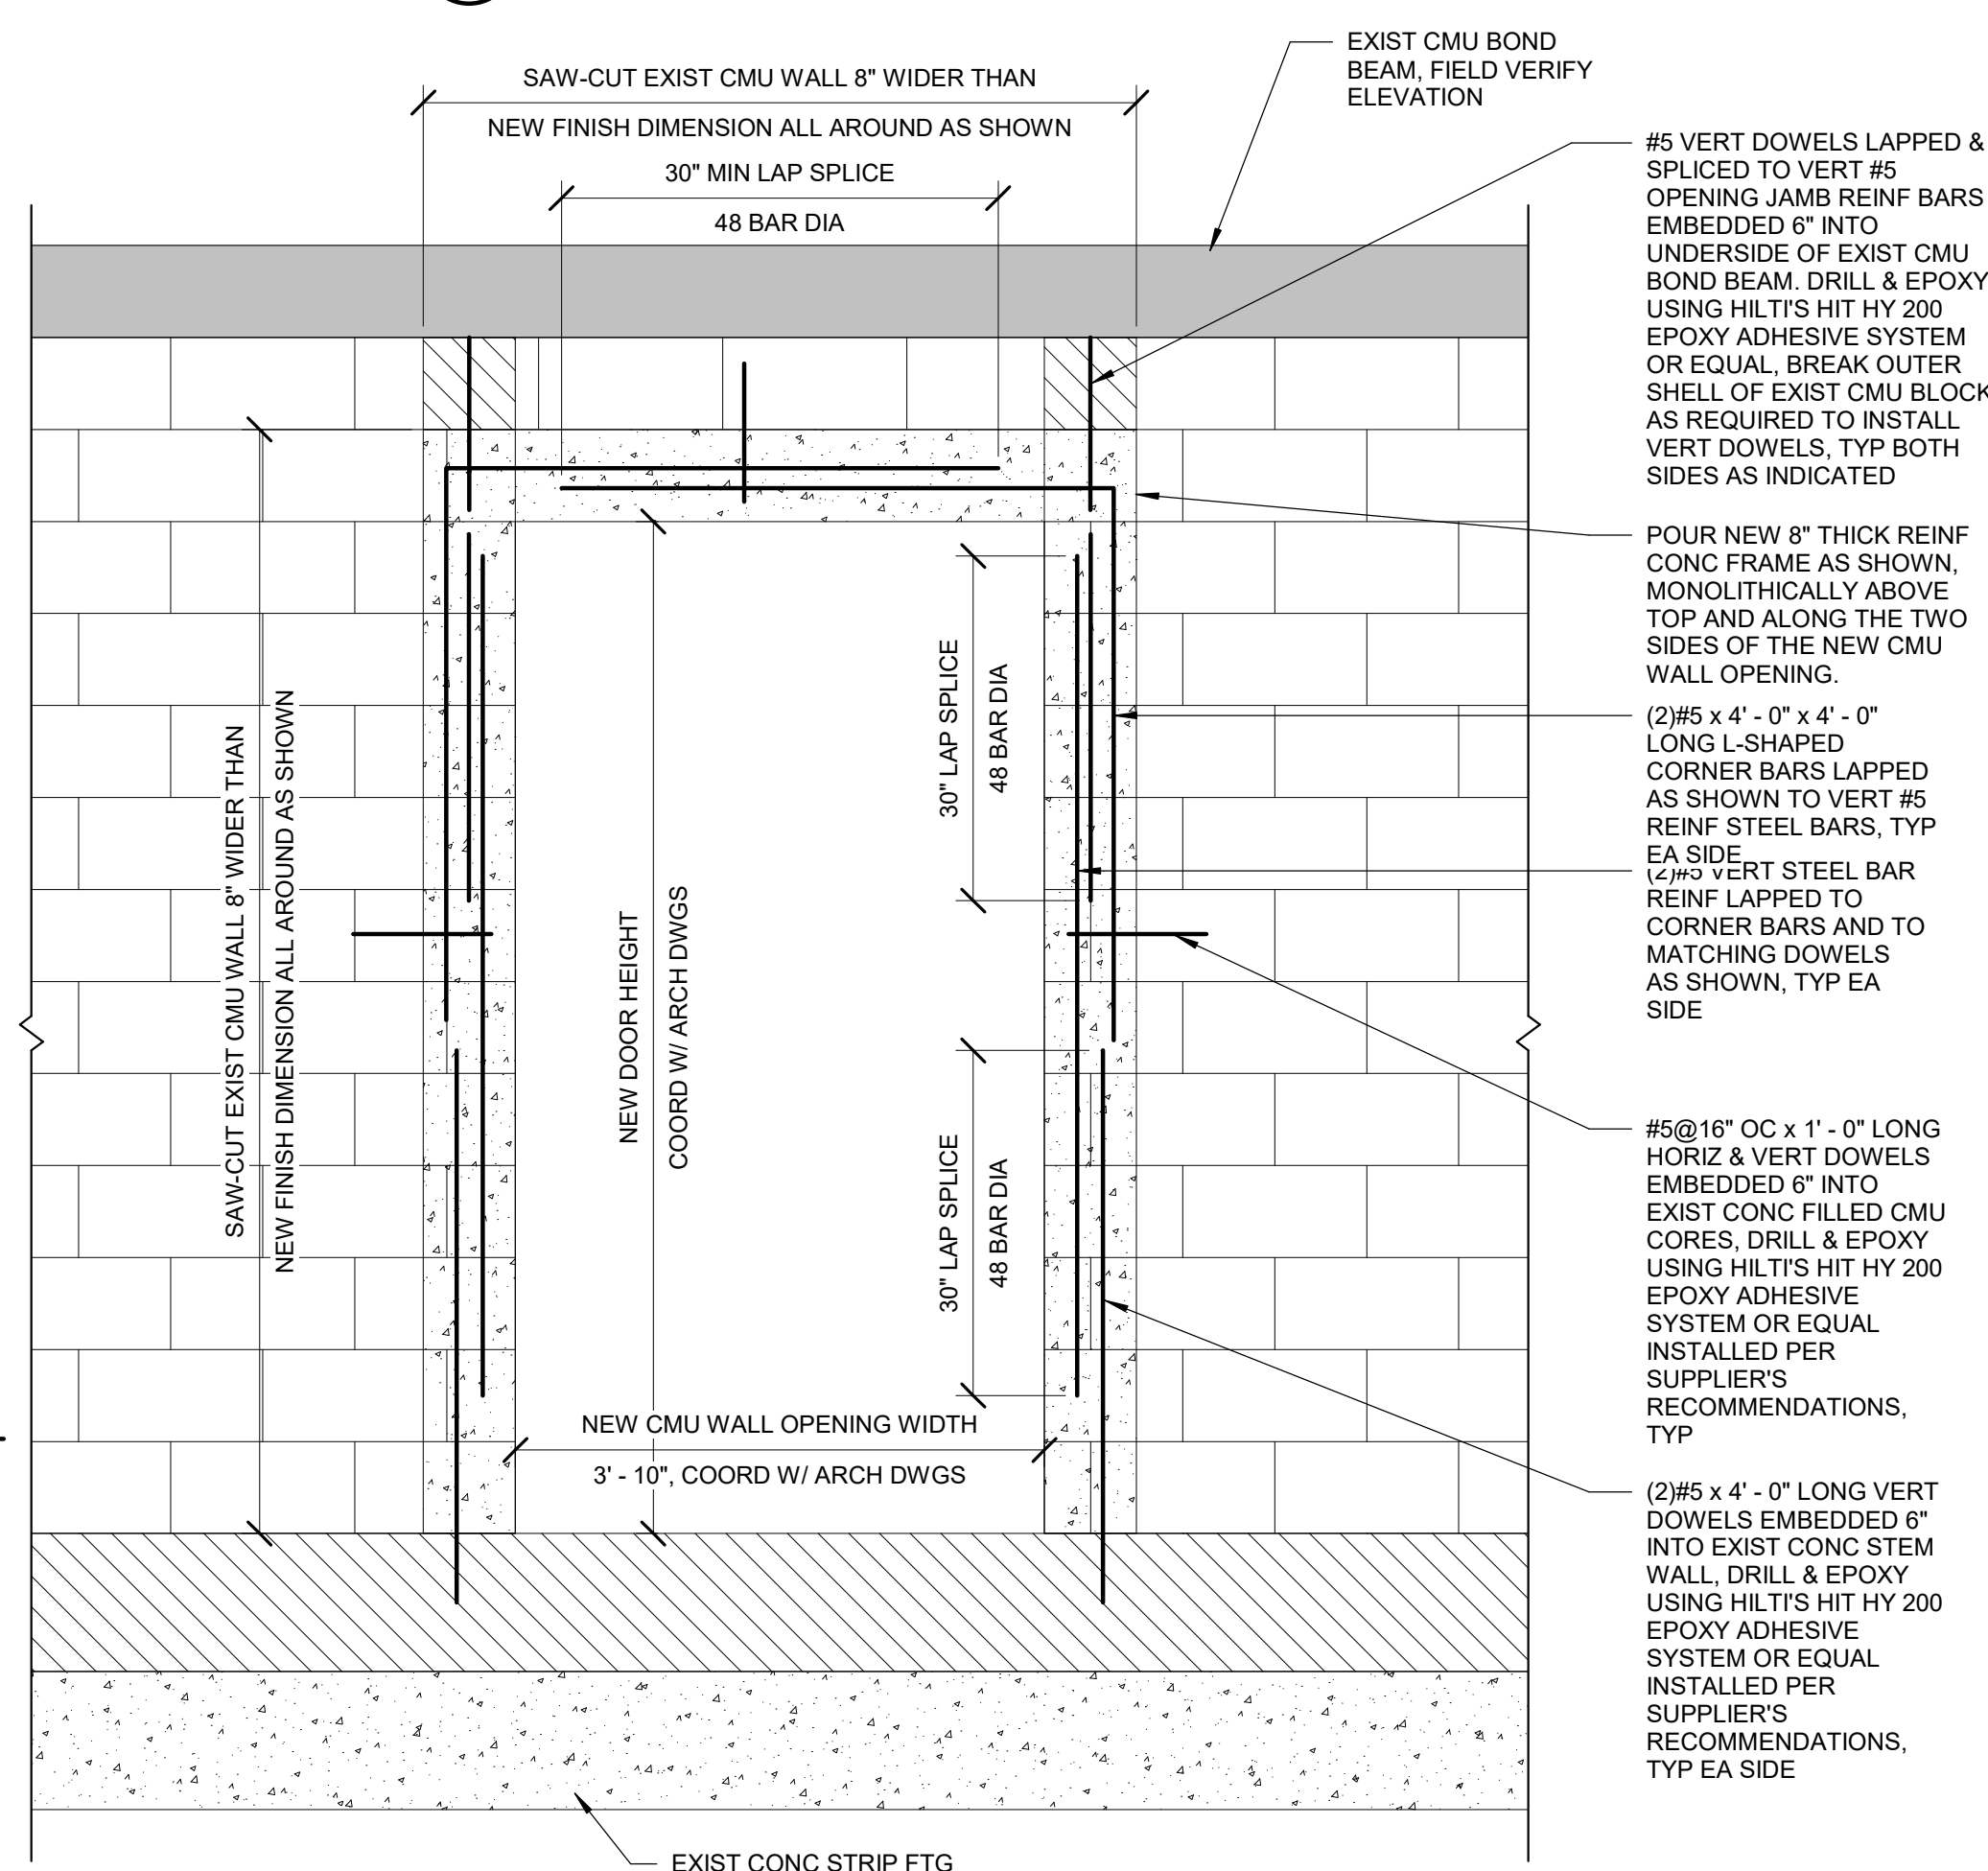 EXIST CMU BOND
BEAM, FIELD VERIFY
ELEVATION
SAW-CUT EXIST CMU WALL 8" WIDER THAN
NEW FINISH DIMENSION ALL AROUND AS SHOWN
30" MIN LAP SPLICE
48 BAR DIA
#5 VERT DOWELS LAPPED &
SPLICED TO VERT #5
OPENING JAMB REINF BARS
EMBEDDED 6" INTO
UNDERSIDE OF EXIST CMU
BOND BEAM. DRILL & EPOXY
USING HILTI'S HIT HY 200
EPOXY ADHESIVE SYSTEM
OR EQUAL, BREAK OUTER
SHELL OF EXIST CMU BLOCK
AS REQUIRED TO INSTALL
VERT DOWELS, TYP BOTH
SIDES AS INDICATED
POUR NEW 8" THICK REINF
CONC FRAME AS SHOWN,
MONOLITHICALLY ABOVE
TOP AND ALONG THE TWO
SIDES OF THE NEW CMU
WALL OPENING.
(2)#5 x 4' - 0" x 4' - 0"
LONG L-SHAPED
CORNER BARS LAPPED
AS SHOWN TO VERT #5
REINF STEEL BARS, TYP
EA SIDE
(2)#5 VERT STEEL BAR
REINF LAPPED TO
CORNER BARS AND TO
MATCHING DOWELS
AS SHOWN, TYP EA
SIDE
#5@16" OC x 1' - 0" LONG
HORIZ & VERT DOWELS
EMBEDDED 6" INTO
EXIST CONC FILLED CMU
CORES, DRILL & EPOXY
USING HILTI'S HIT HY 200
EPOXY ADHESIVE
SYSTEM OR EQUAL
INSTALLED PER
SUPPLIER'S
RECOMMENDATIONS,
TYP
(2)#5 x 4' - 0" LONG VERT
DOWELS EMBEDDED 6"
INTO EXIST CONC STEM
WALL, DRILL & EPOXY
USING HILTI'S HIT HY 200
EPOXY ADHESIVE
SYSTEM OR EQUAL
INSTALLED PER
SUPPLIER'S
RECOMMENDATIONS,
TYP EA SIDE
SAW-CUT EXIST CMU WALL 8" WIDER THAN
NEW FINISH DIMENSION ALL AROUND AS SHOWN
NEW DOOR HEIGHT
COORD W/ ARCH DWGS
30" LAP SPLICE
48 BAR DIA
30" LAP SPLICE
48 BAR DIA
NEW CMU WALL OPENING WIDTH
3' - 10", COORD W/ ARCH DWGS
EXIST CONC STRIP FTG